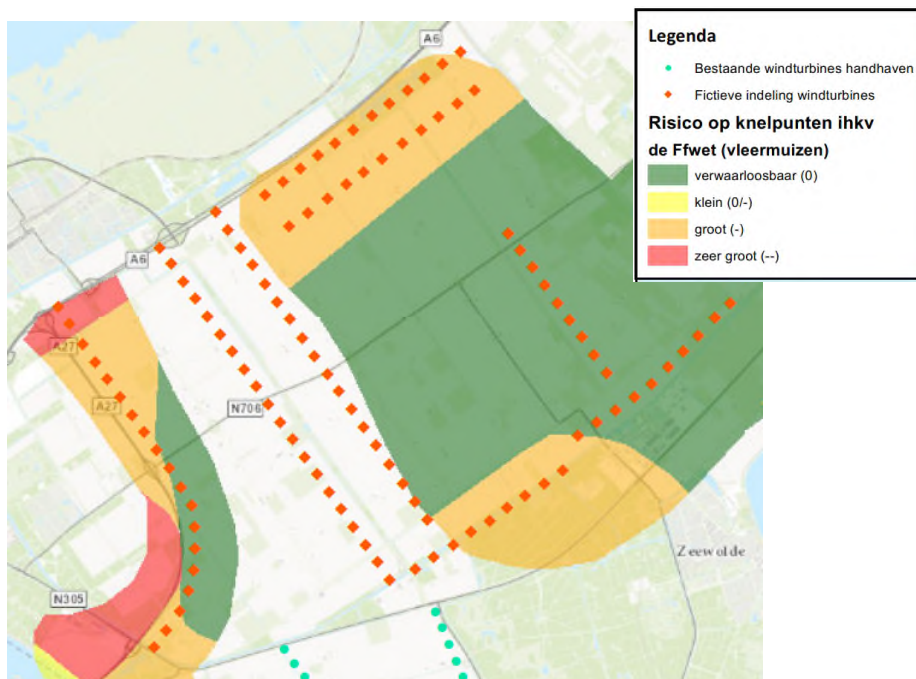 Legenda
Bestaande windturbines handhaven
Fictieve indeling windturbines
Risico op knelpunten ihkv
de Ffwet (vleermuizen)
verwaarloosbaar (0)
klein (0/-)
groot (-)
zeer groot (--)
A6
A6
A27
A27
N706
Zeewolde
N305